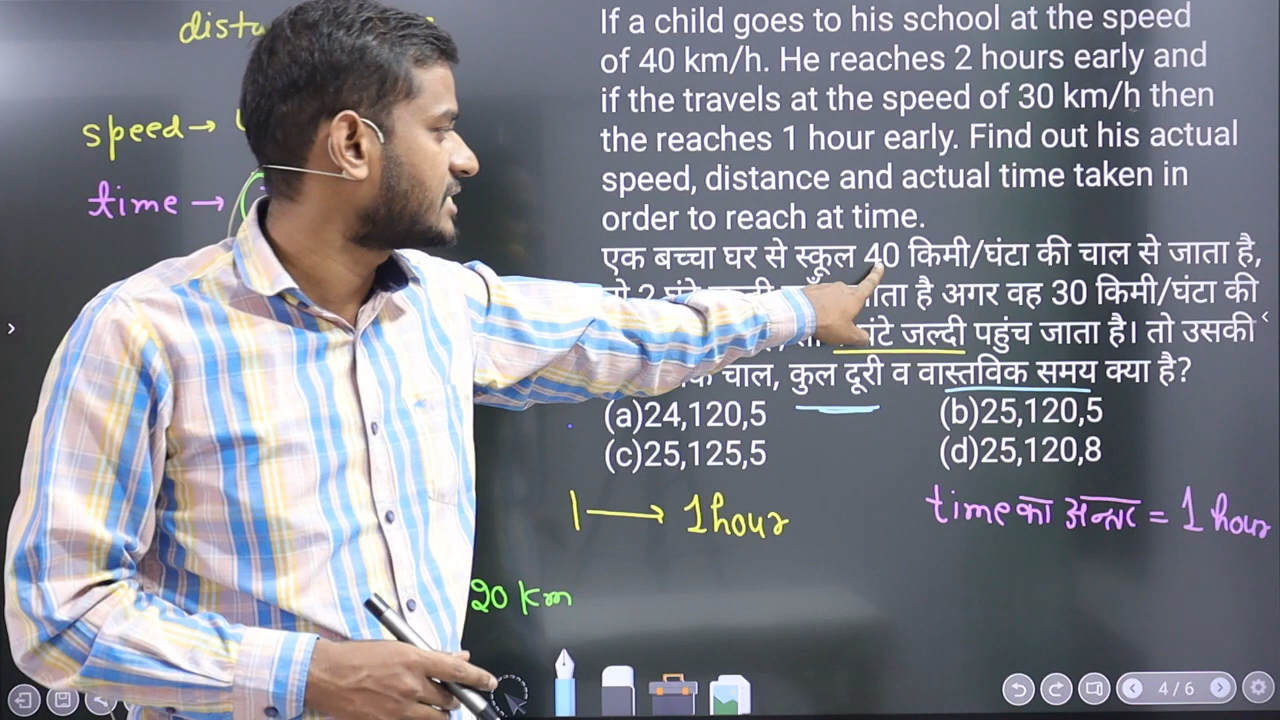 speed→
time →
If a child goes to his school at the speed
of 40 km/h. He reaches 2 hours early and
if the travels at the speed of 30 km/h then
the reaches 1 hour early. Find out his actual
speed, distance and actual time taken in
order to reach at time.
एक बच्चा घर से स्कूल 40 किमी/घंटा की चाल से जाता है,
2 है अगर वह 30 किमी/घंटा की
जल्दी पहुंच जाता है। तो उसकी
चाल, कुल दूरी व वास्तविक समय क्या है?
(a)24,120,5 (b)25,120,5
(c)25,125,5 (d)25,120,8
1 → 1hour
timeका अन्तर = 1 hour
20 km
4/6